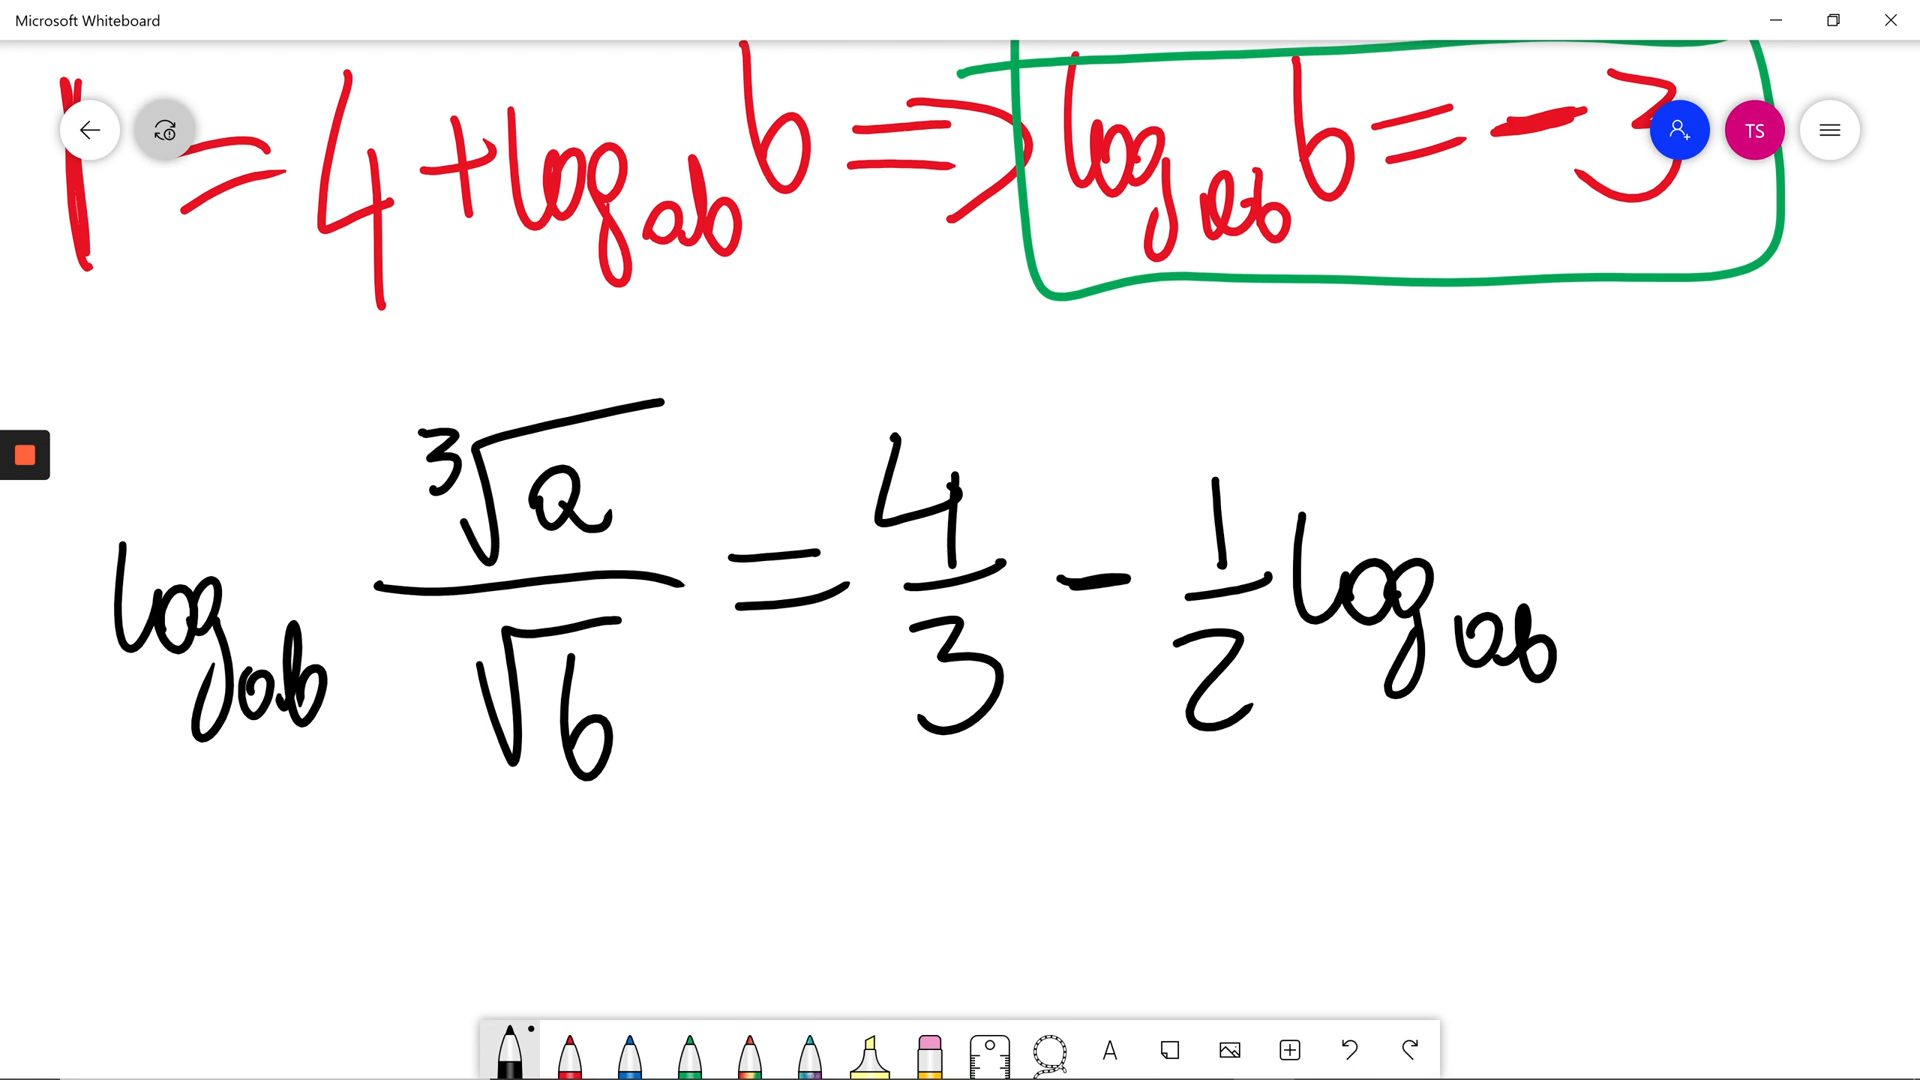 Microsoft Whiteboard
1 = 4 + log_ab b => log_ab b = -3
TS
log_ab ∛a / √b = 4/3 - 1/2 log_ab
A